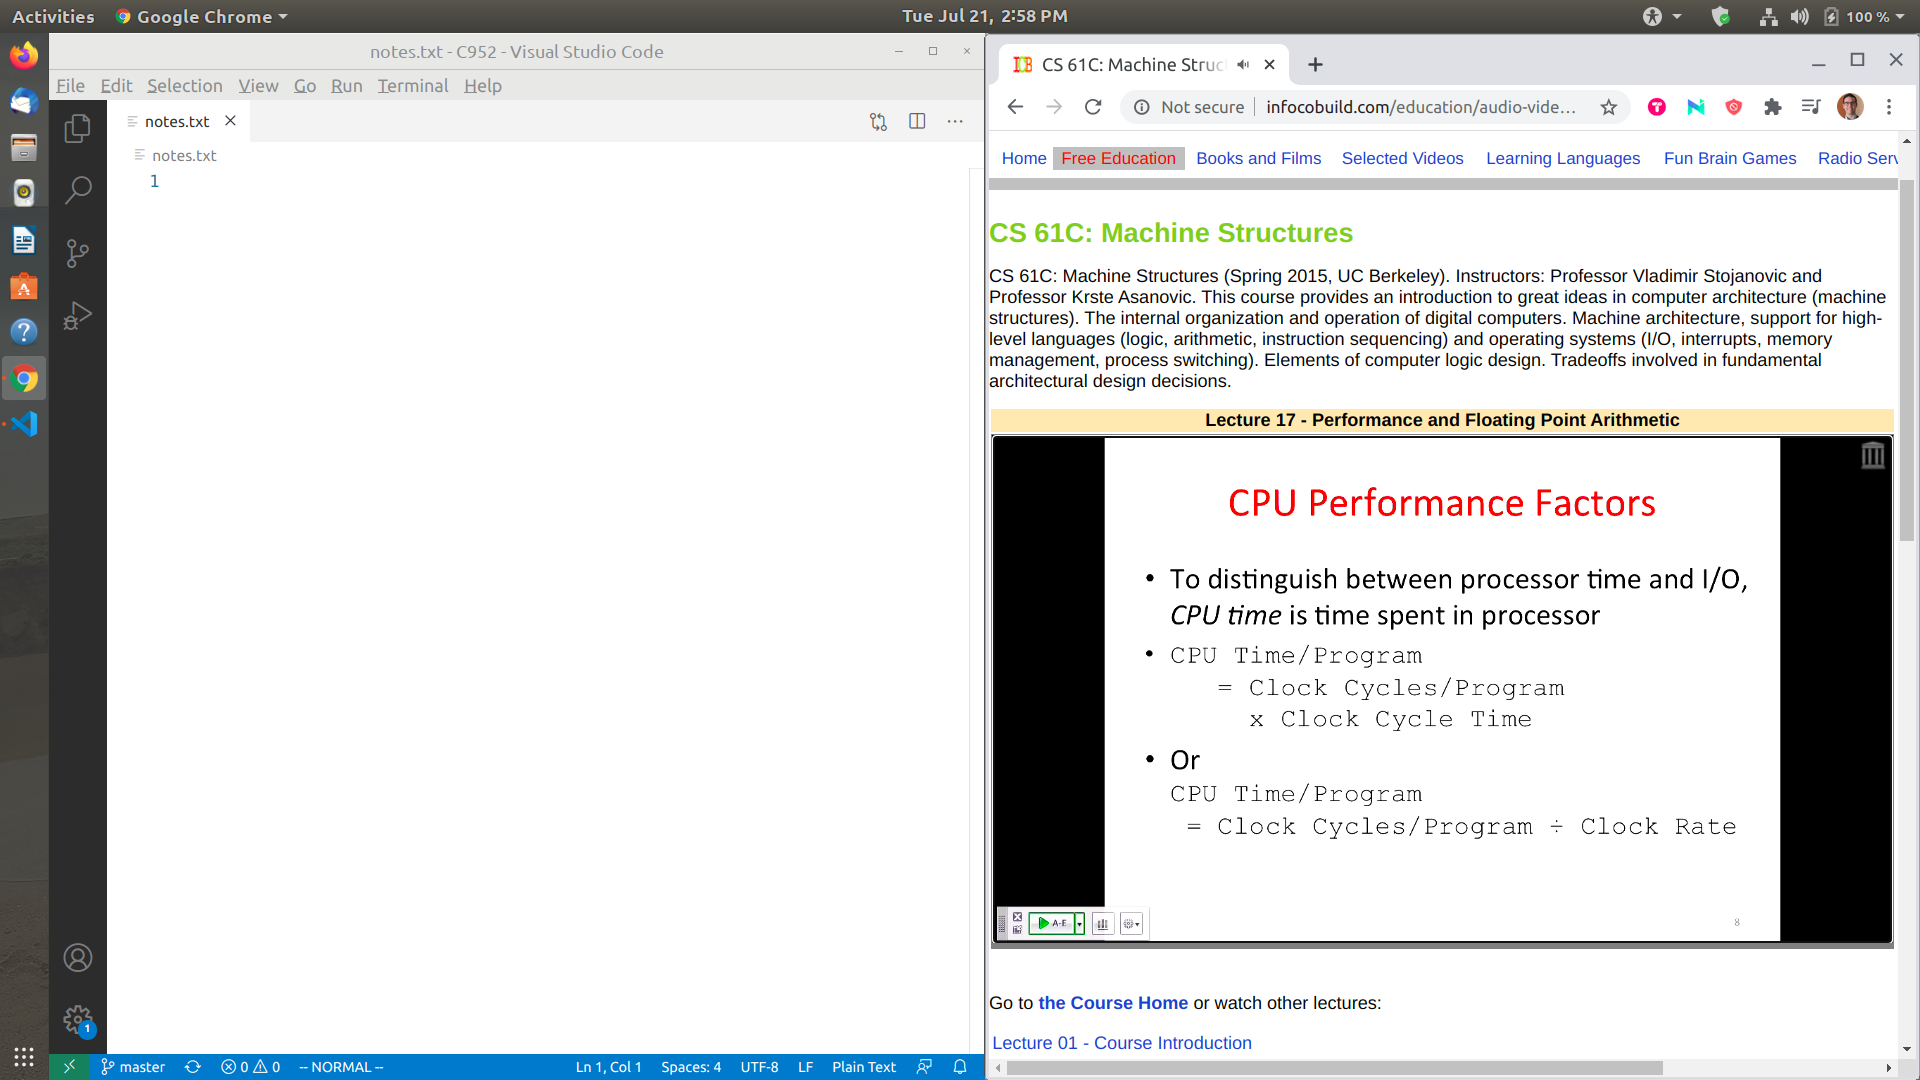 Activities
Google Chrome
Tue Jul 21, 2:58 PM
100 %
notes.txt - C952 - Visual Studio Code
File Edit Selection View Go Run Terminal Help
notes.txt
notes.txt
1
1
master
0 0
-- NORMAL --
Ln 1, Col 1
Spaces: 4
UTF-8
LF
Plain Text
CS 61C: Machine Struc
Not secure
infocobuild.com/education/audio-vide...
Home Free Education Books and Films Selected Videos Learning Languages Fun Brain Games Radio Serv
CS 61C: Machine Structures
CS 61C: Machine Structures (Spring 2015, UC Berkeley). Instructors: Professor Vladimir Stojanovic and
Professor Krste Asanovic. This course provides an introduction to great ideas in computer architecture (machine
structures). The internal organization and operation of digital computers. Machine architecture, support for high-
level languages (logic, arithmetic, instruction sequencing) and operating systems (I/O, interrupts, memory
management, process switching). Elements of computer logic design. Tradeoffs involved in fundamental
architectural design decisions.
Lecture 17 - Performance and Floating Point Arithmetic
CPU Performance Factors
• To distinguish between processor time and I/O,
CPU time is time spent in processor
• CPU Time/Program
= Clock Cycles/Program
x Clock Cycle Time
• Or
CPU Time/Program
= Clock Cycles/Program ÷ Clock Rate
A-E
8
Go to the Course Home or watch other lectures:
Lecture 01 - Course Introduction